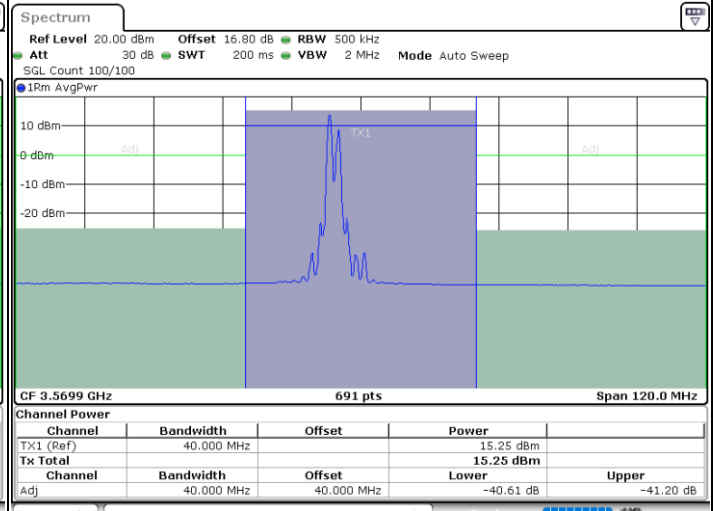 Spectrum
Ref Level 20.00 dBm Offset 16.80 dB RBW 500 kHz
Att 30 dB SWT 200 ms VBW 2 MHz Mode Auto Sweep
SGL Count 100/100
1Rm AvgPwr
10 dBm
TX1
Adj Adj
0 dBm
-10 dBm
-20 dBm
CF 3.5699 GHz 691 pts Span 120.0 MHz
Channel Power
Channel Bandwidth Offset Power
TX1 (Ref) 40.000 MHz 15.25 dBm
Tx Total 15.25 dBm
Channel Bandwidth Offset Lower Upper
Adj 40.000 MHz 40.000 MHz -40.61 dB -41.20 dB